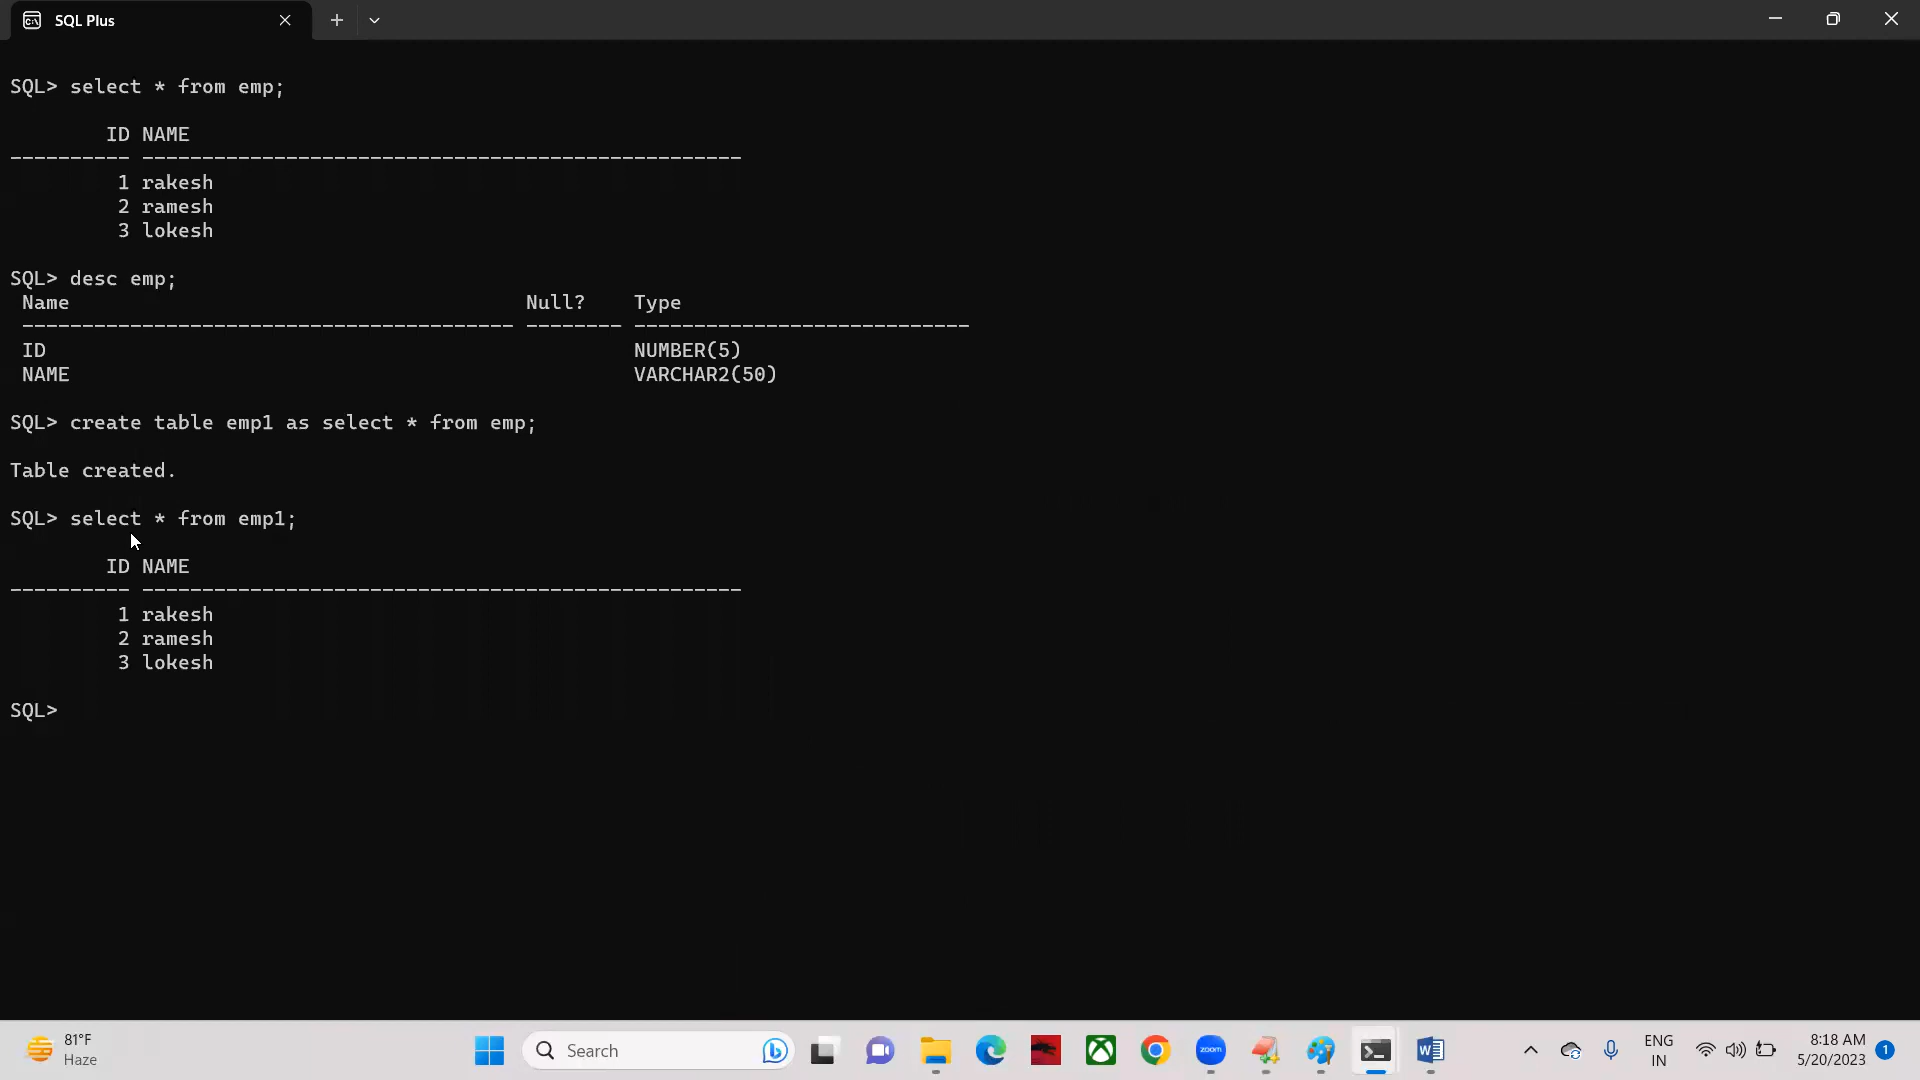 SQL Plus
SQL> select * from emp;
ID NAME
---------- --------------------------------------------------
1 rakesh
2 ramesh
3 lokesh
SQL> desc emp;
Name Null? Type
----------------------------------------- -------- ----------------------------
ID NUMBER(5)
NAME VARCHAR2(50)
SQL> create table emp1 as select * from emp;
Table created.
SQL> select * from emp1;
ID NAME
---------- --------------------------------------------------
1 rakesh
2 ramesh
3 lokesh
SQL>
81°F
Haze
Search
zoom
ENG
IN
8:18 AM
5/20/2023
1